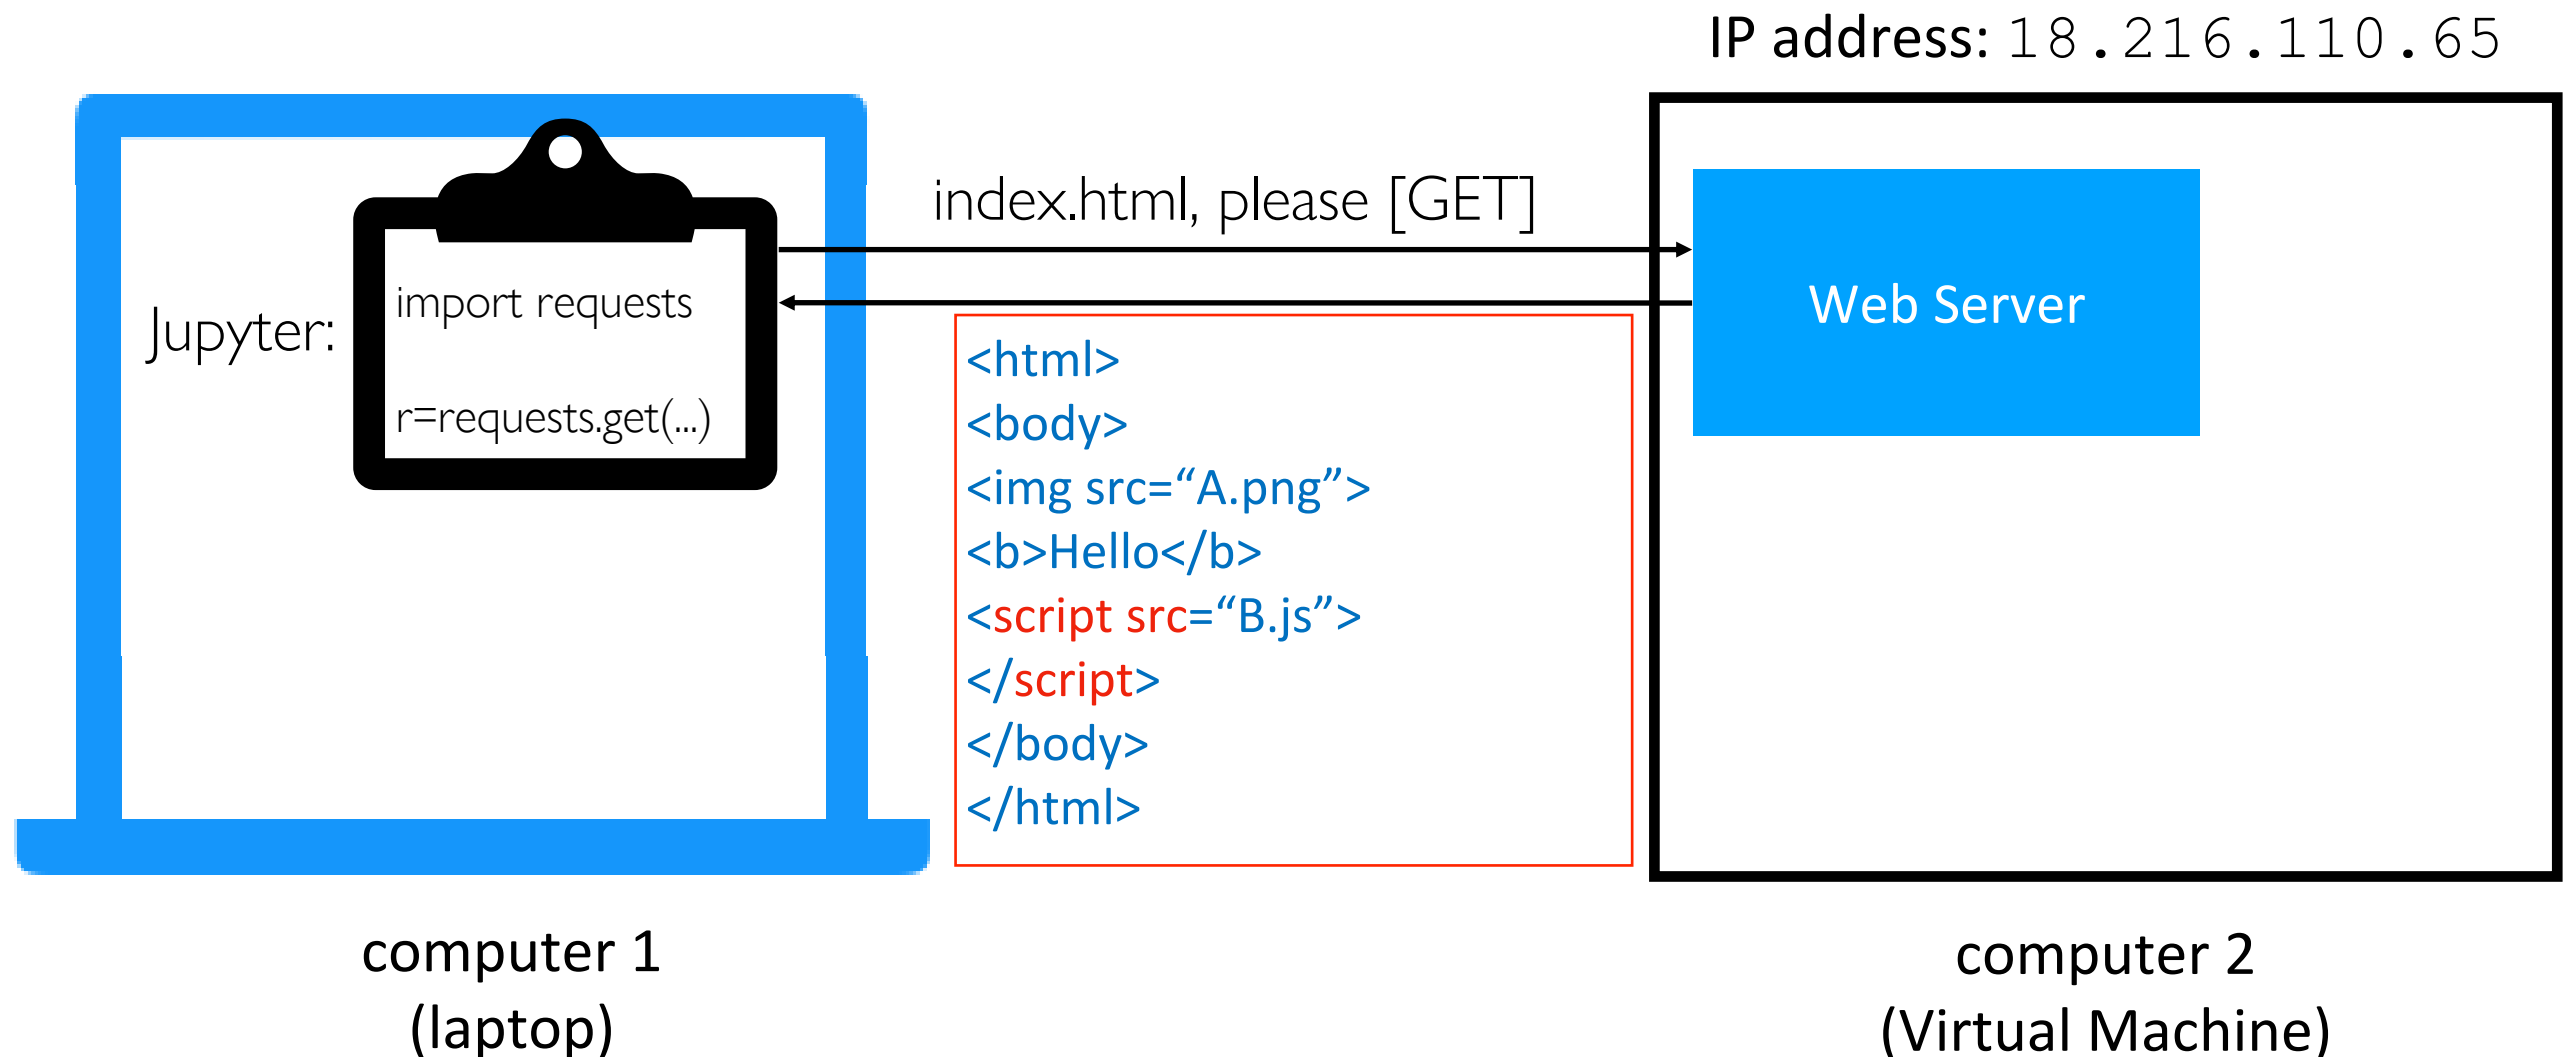 IP address: 18.216.110.65
index.html, please [GET]
Jupyter:
import requests
r=requests.get(...)
Web Server
<html>
<body>
<img src=“A.png”>
<b>Hello</b>
<script src=“B.js”>
</script>
</body>
</html>
computer 1
(laptop)
computer 2
(Virtual Machine)